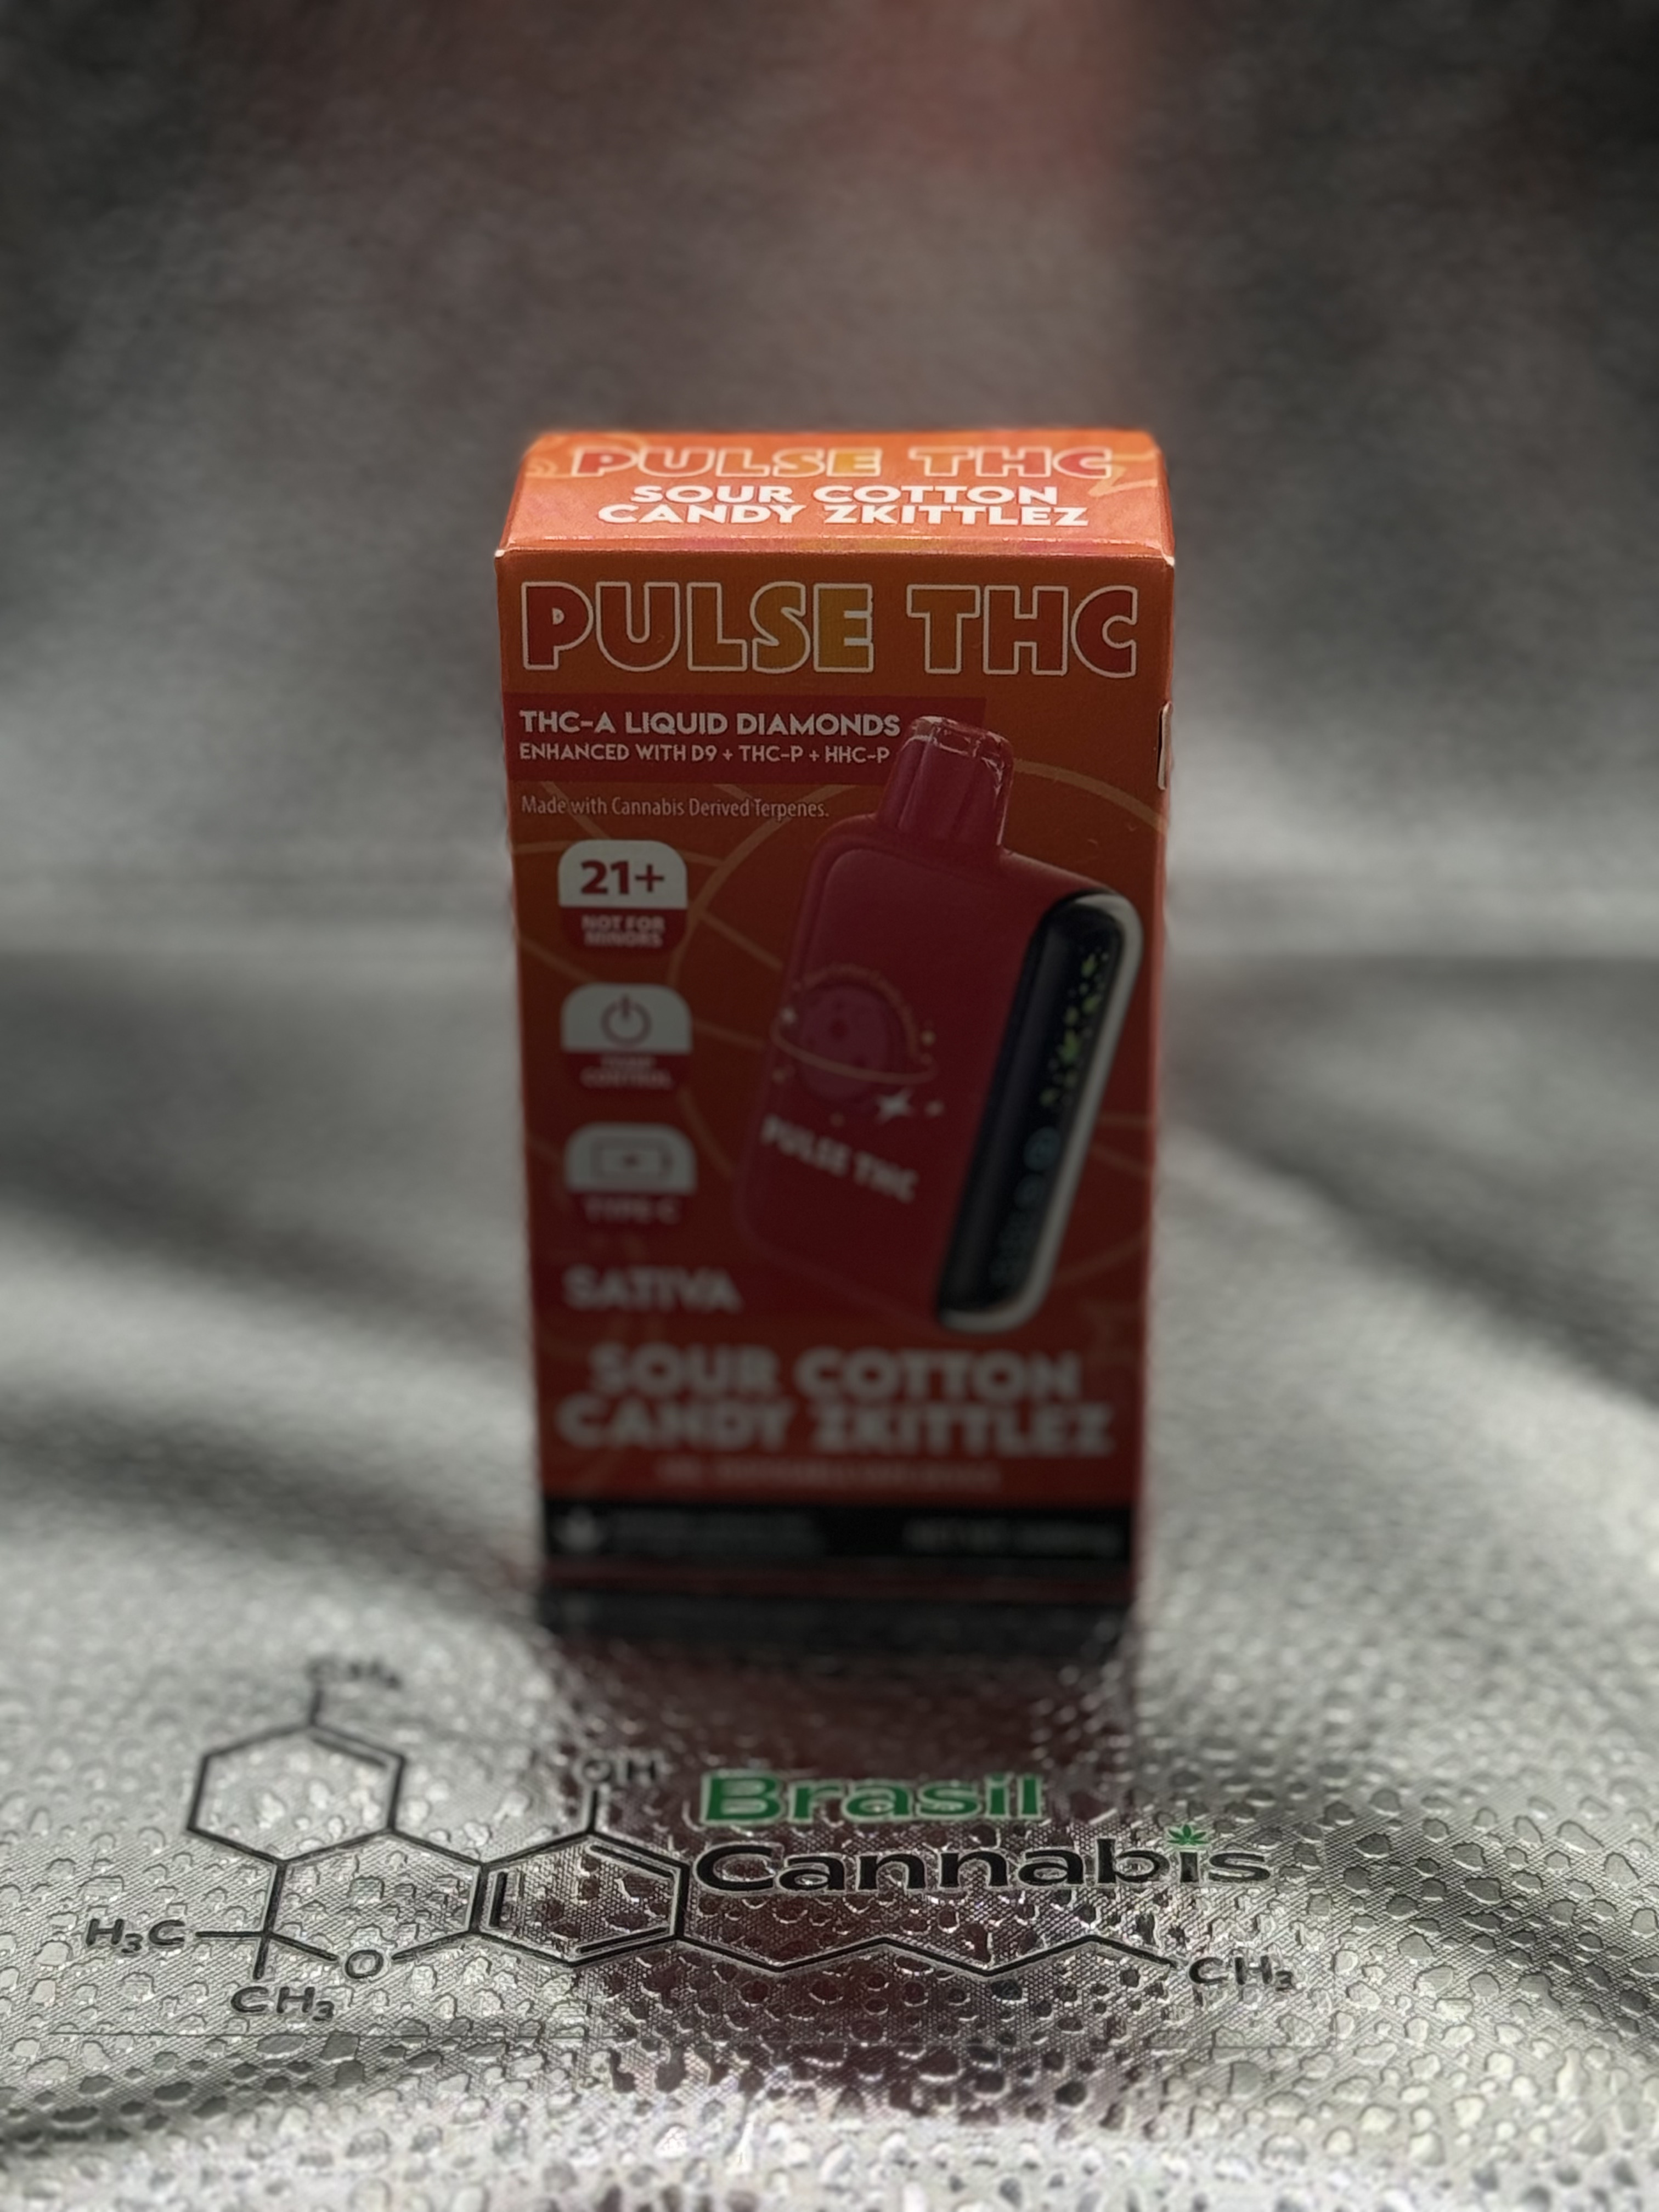 PULSE THC
SOUR COTTON
CANDY ZKITTLEZ
PULSE THC
THC-A LIQUID DIAMONDS
ENHANCED WITH D9 + THC-P + HHC-P
Made with Cannabis Derived Terpenes.
21+
NOT FOR
MINORS
CONTROL
TYPE C
PULSE THC
SATIVA
SOUR COTTON
CANDY ZKITTLEZ
OH
Brasil
Cannabis
H₃C
O
CH₃
CH₃